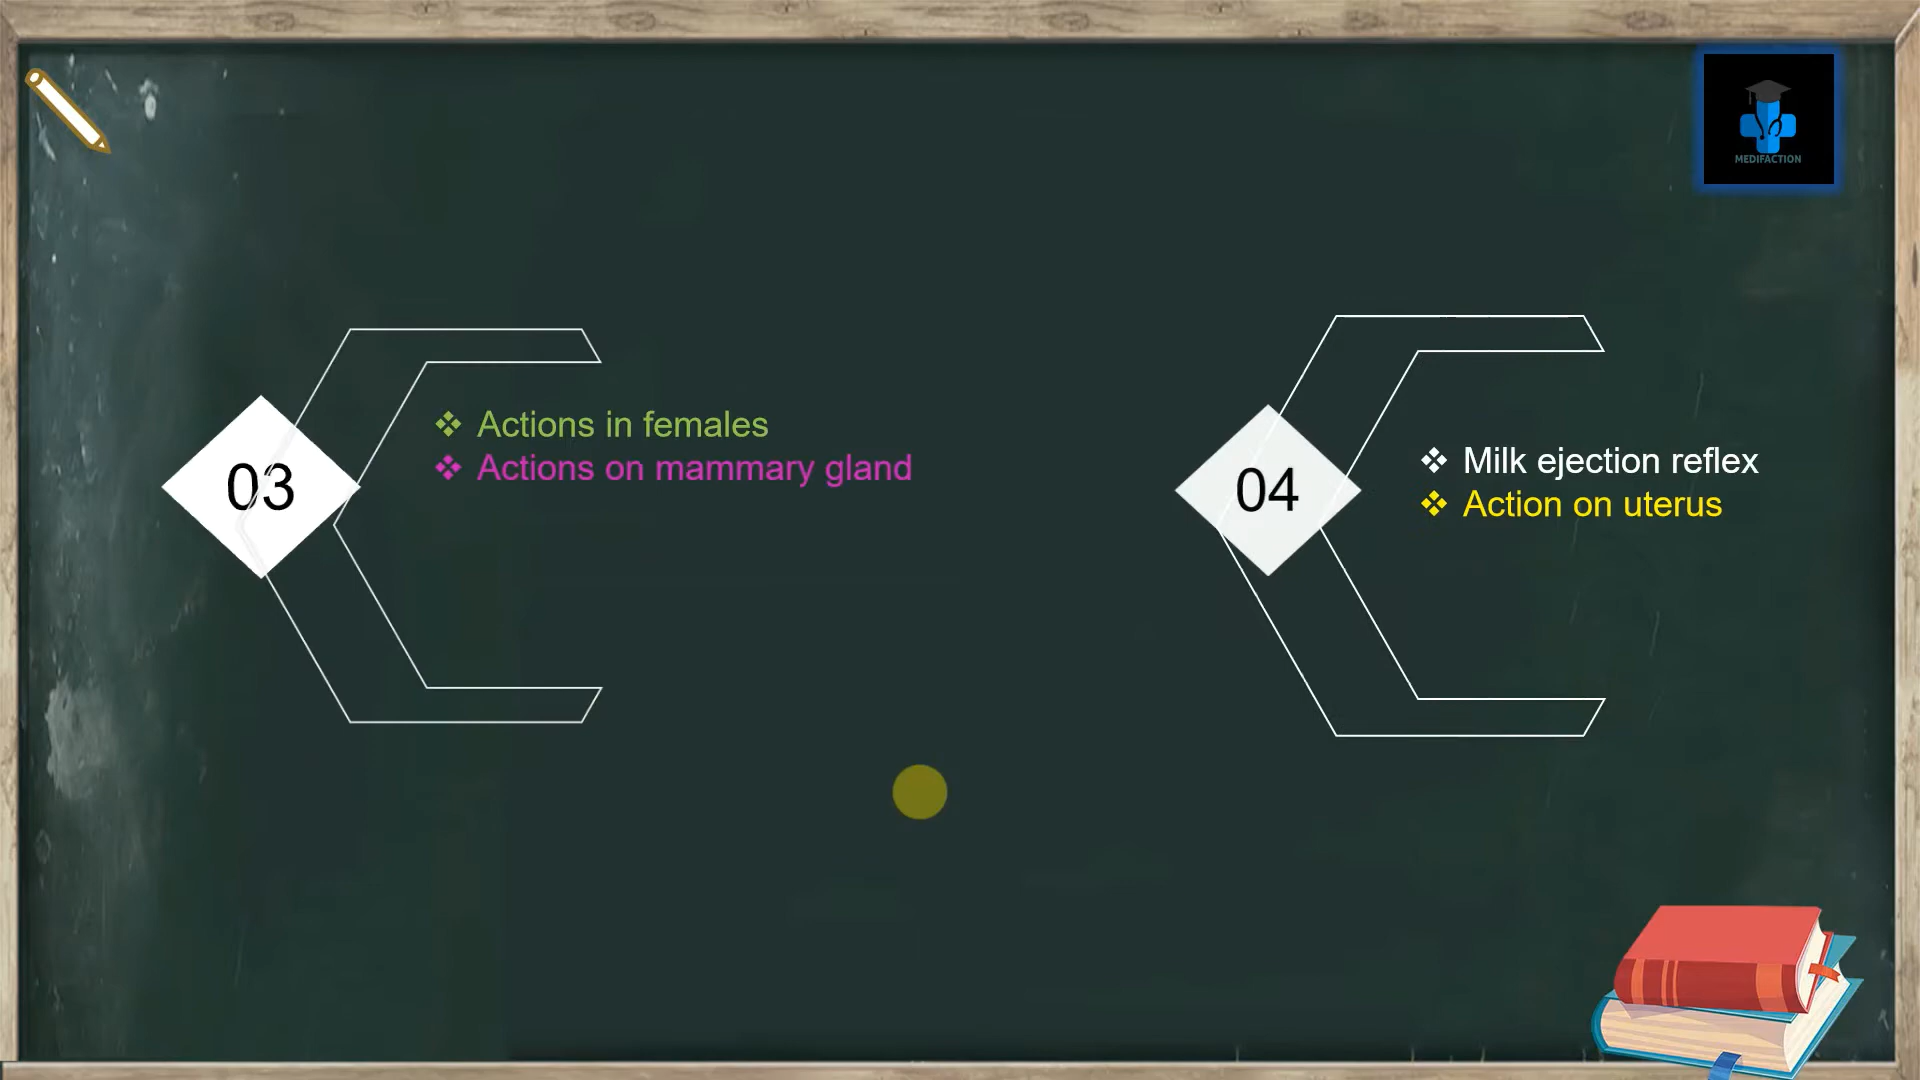 MEDIFACTION
03
Actions in females
Actions on mammary gland
04
Milk ejection reflex
Action on uterus